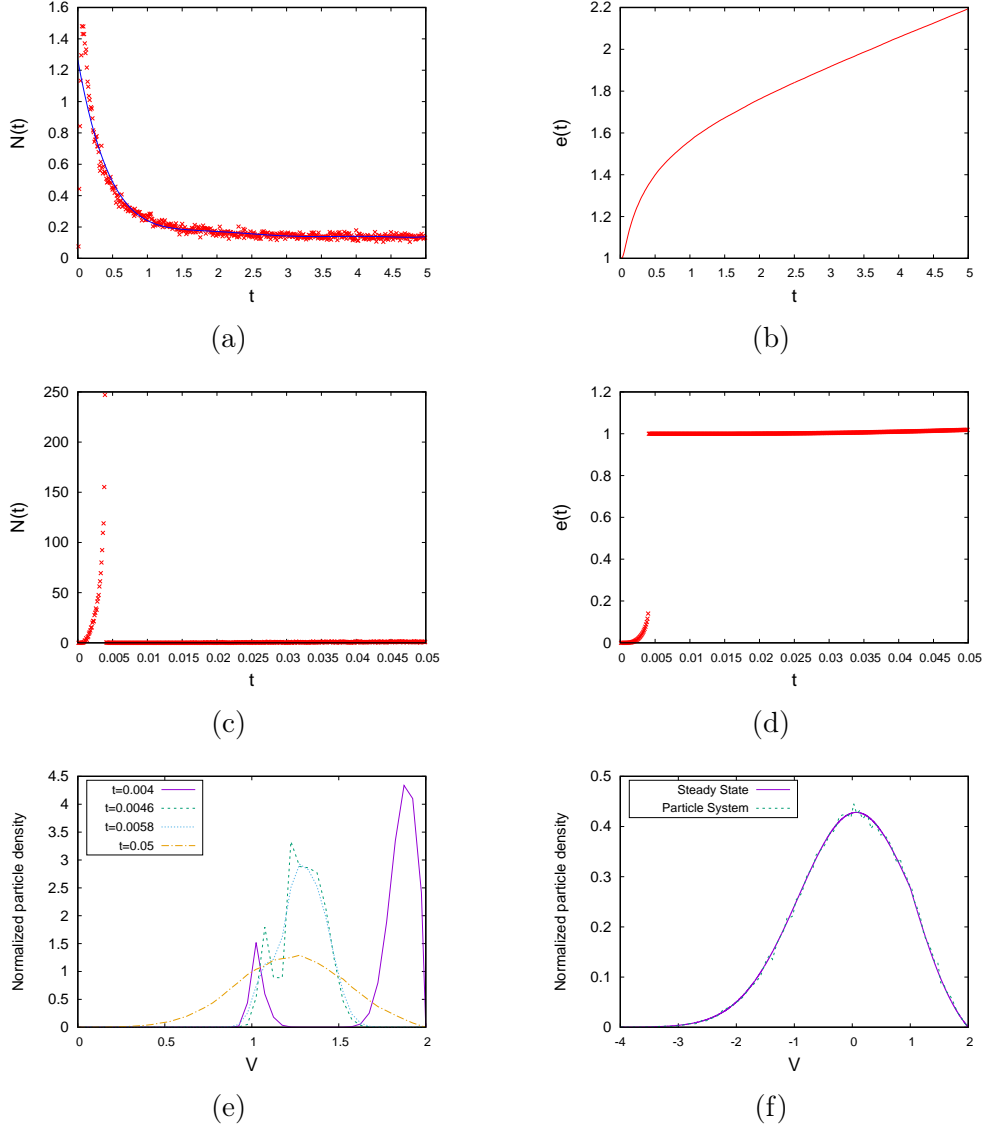 1.6
1.4
1.2
1
0.8
0.6
0.4
0.2
0
N(t)
0 0.5 1 1.5 2 2.5 3 3.5 4 4.5 5
t
(a)
2.2
2
1.8
1.6
1.4
1.2
1
e(t)
0 0.5 1 1.5 2 2.5 3 3.5 4 4.5 5
t
(b)
250
200
150
100
50
0
N(t)
0 0.005 0.01 0.015 0.02 0.025 0.03 0.035 0.04 0.045 0.05
t
(c)
1.2
1
0.8
0.6
0.4
0.2
0
e(t)
0 0.005 0.01 0.015 0.02 0.025 0.03 0.035 0.04 0.045 0.05
t
(d)
4.5
4
3.5
3
2.5
2
1.5
1
0.5
0
Normalized particle density
t=0.004
t=0.0046
t=0.0058
t=0.05
0 0.5 1 1.5 2
V
(e)
0.5
0.4
0.3
0.2
0.1
0
Normalized particle density
Steady State
Particle System
-4 -3 -2 -1 0 1 2
V
(f)